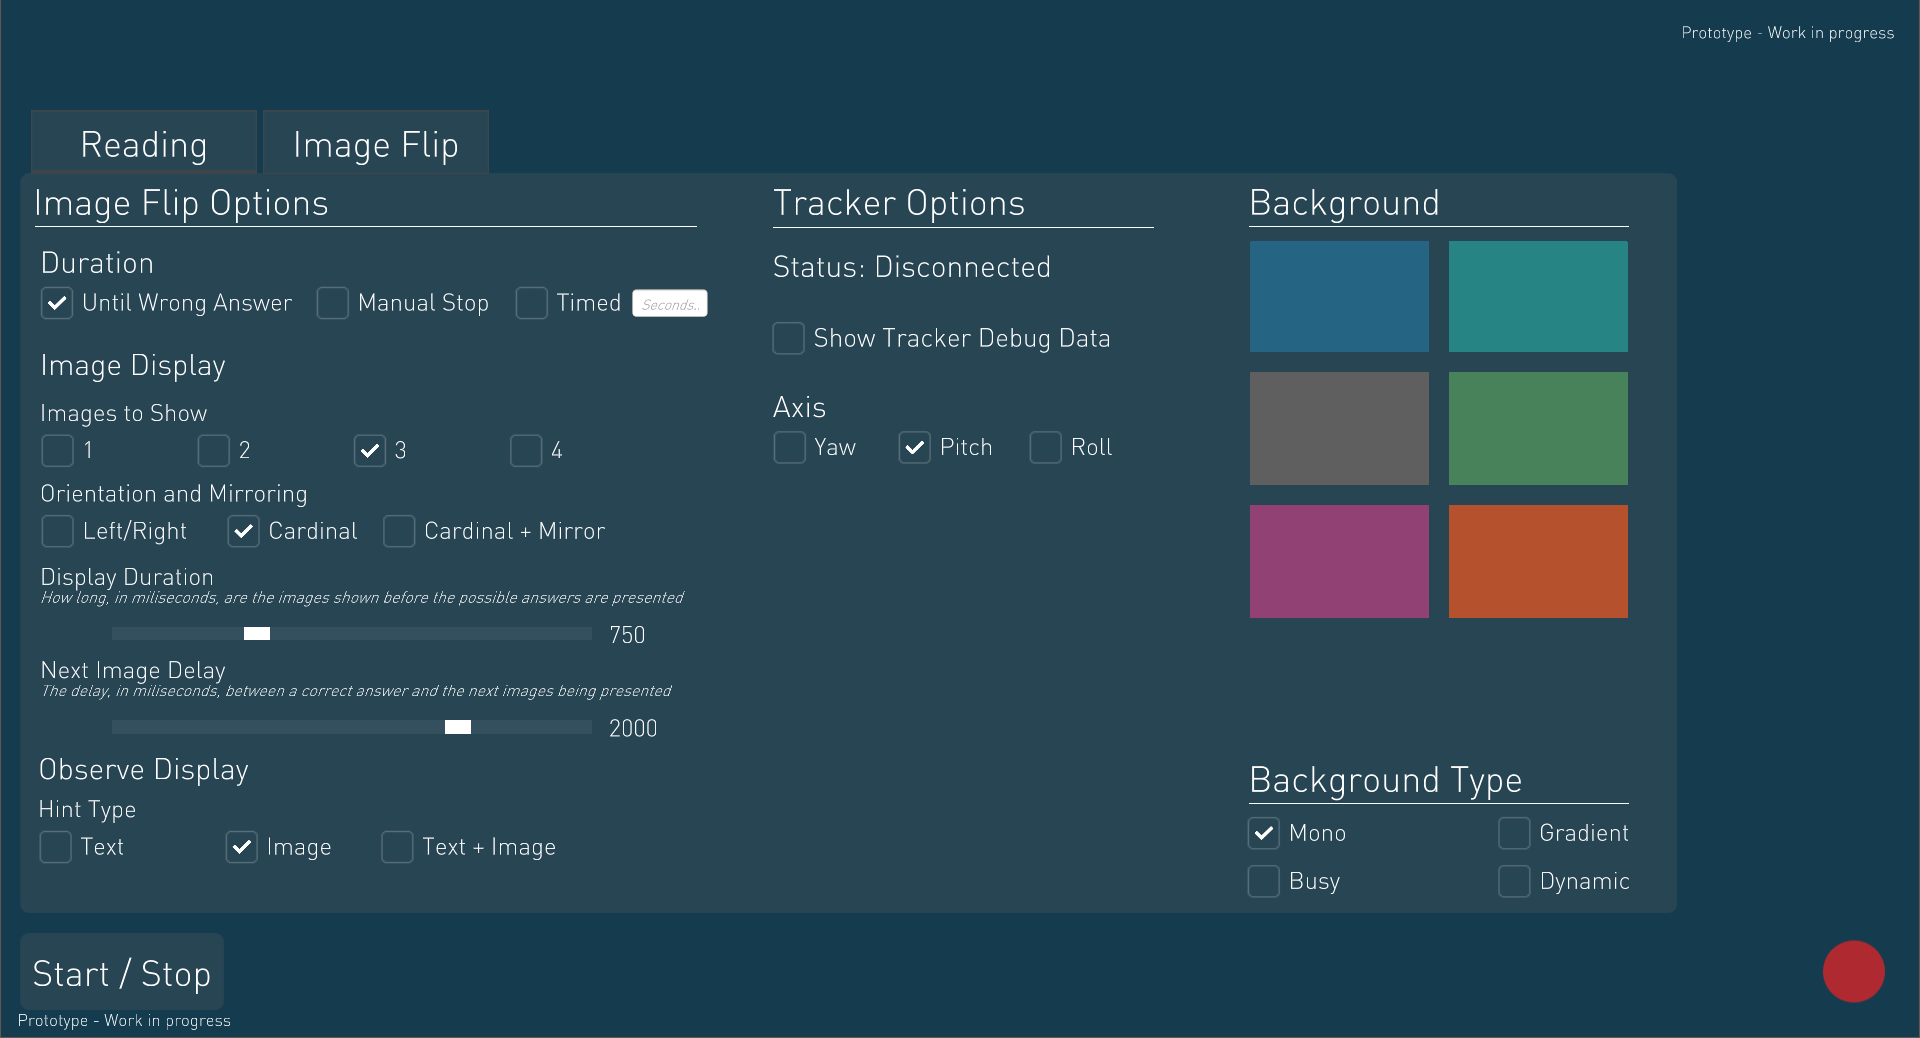 Prototype - Work in progress
Reading
Image Flip
Image Flip Options
Duration
Until Wrong Answer
Manual Stop
Timed
Seconds..
Image Display
Images to Show
1
2
3
4
Orientation and Mirroring
Left/Right
Cardinal
Cardinal + Mirror
Display Duration
How long, in miliseconds, are the images shown before the possible answers are presented
750
Next Image Delay
The delay, in miliseconds, between a correct answer and the next images being presented
2000
Observe Display
Hint Type
Text
Image
Text + Image
Tracker Options
Status: Disconnected
Show Tracker Debug Data
Axis
Yaw
Pitch
Roll
Background
Background Type
Mono
Gradient
Busy
Dynamic
Start / Stop
Prototype - Work in progress